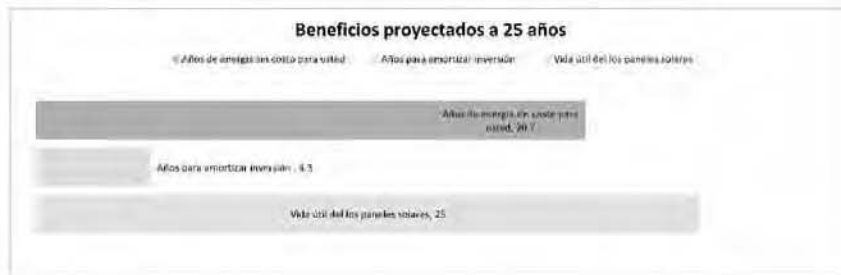 Beneficios proyectados a 25 años
Años de energía sin costo para usted Años para amortizar inversión Vida útil del los paneles solares
Años de energía sin costo para
usted, 20.7
Años para amortizar inversión , 4.3
Vida útil del los paneles solares, 25